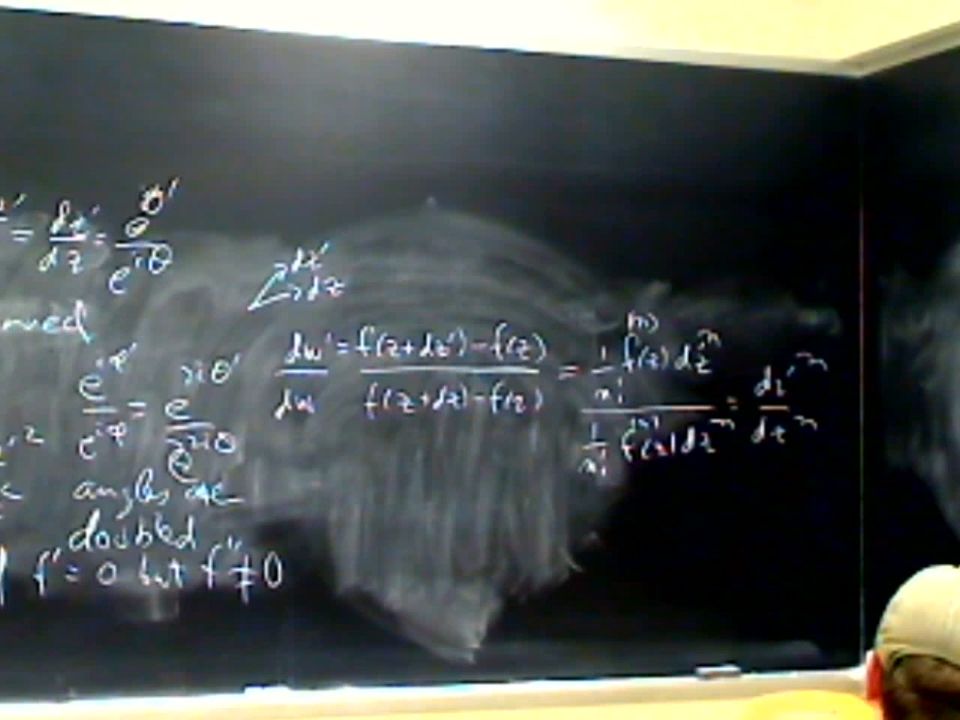 = dz'/dz = e^iθ'/e^iθ
dz'
dz
e^iφ'/e^iφ = e^2iθ'/e^2iθ
dw'/dw = f(z+dz')-f(z)/f(z+dz)-f(z) = 1/n! f^(n)(z)dz'^n/1/n! f^(n)(z)dz^n = dz'^n/dz^n
angles are
doubled
f' = 0 but f'' ≠ 0